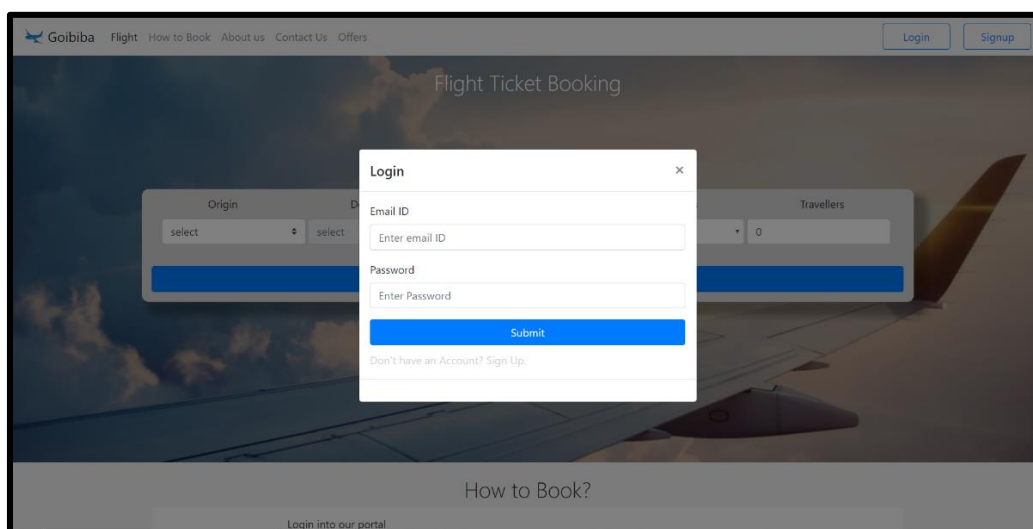 Goibiba Flight How to Book About us Contact Us Offers Login Signup
Flight Ticket Booking
Login ×
Origin D Travellers
Email ID
select select Enter email ID 0
Password
Enter Password
Submit
Don't have an Account? Sign Up.
How to Book?
Login into our portal